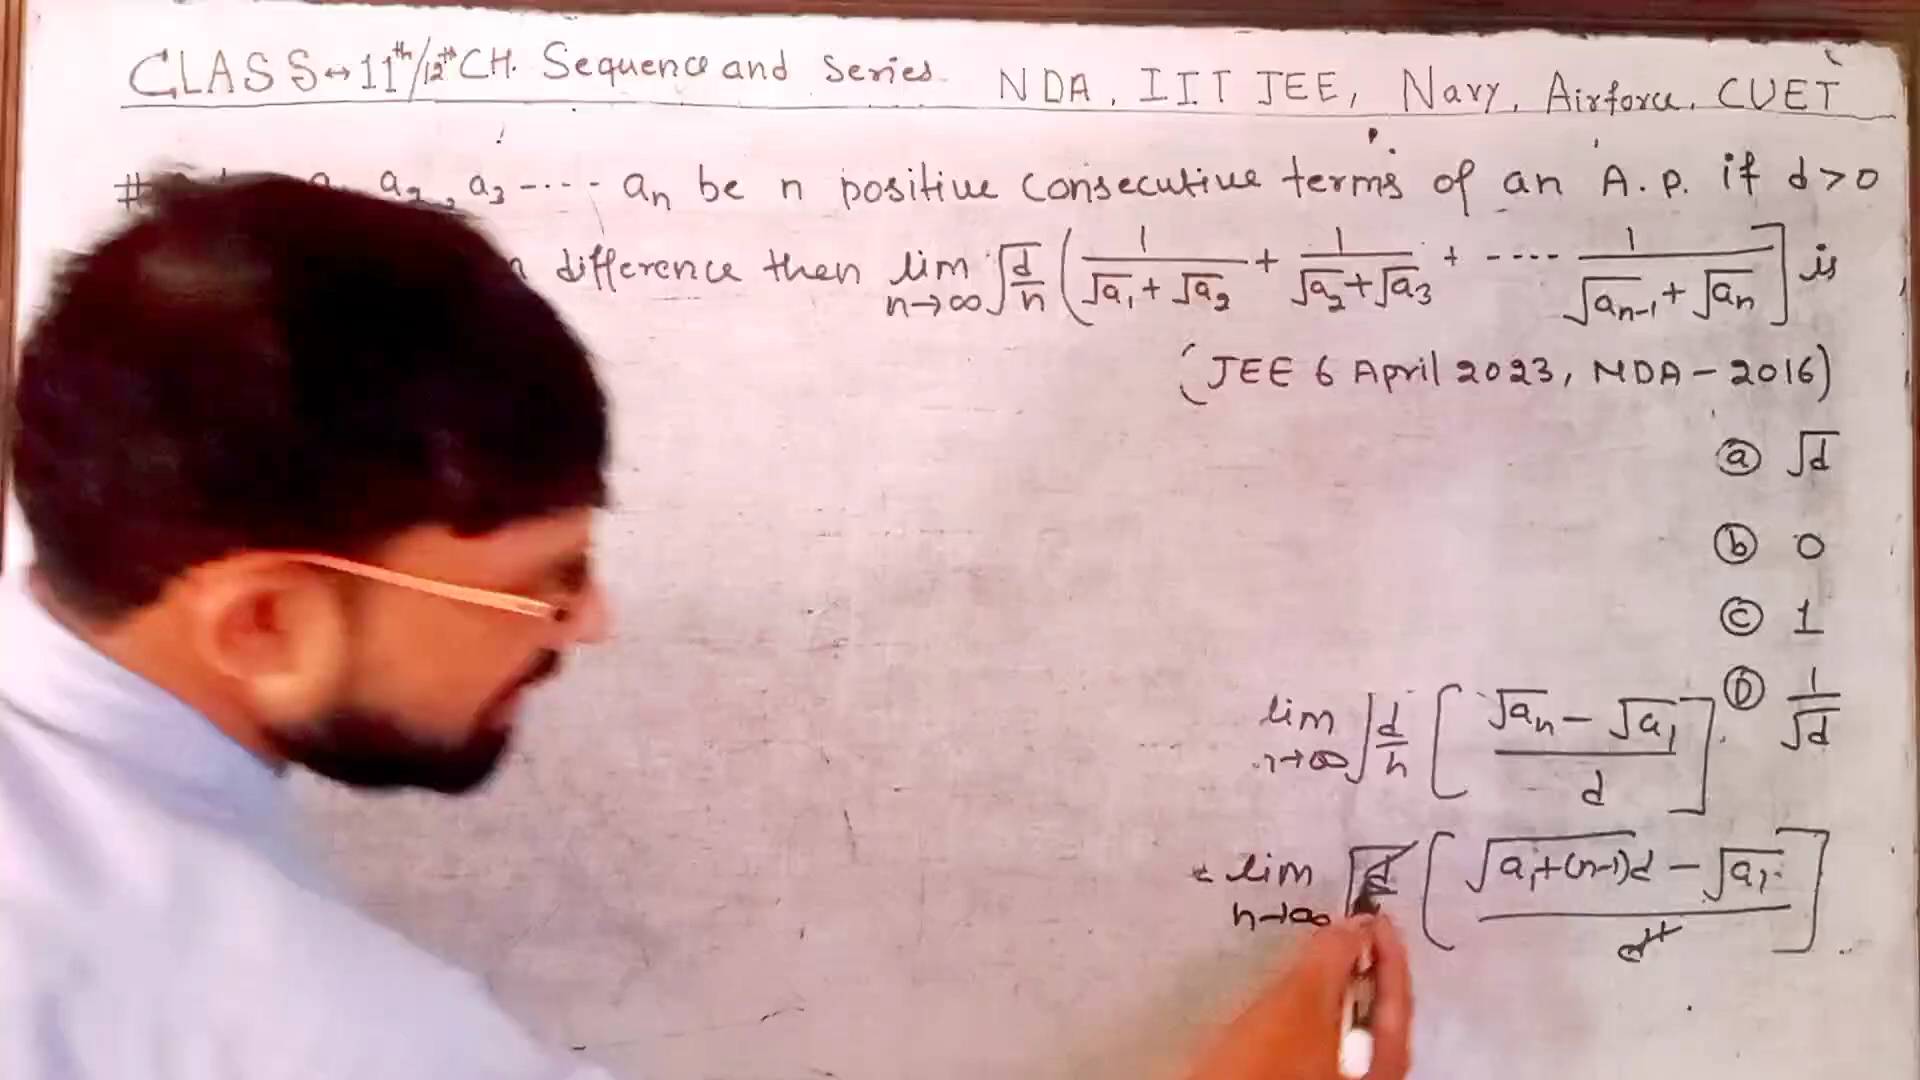 CLASS ↔ 11th/12th CH. Sequence and Series NDA, IIT JEE, Navy, Airforce, CUET
# a2, a3 ---- an be n positive consecutive terms of an A.P. if d>0
difference then lim n→∞ √(d/n) ( 1/(√a1+√a2) + 1/(√a2+√a3) + ---- 1/(√an-1+√an) ] is
(JEE 6 April 2023, NDA-2016)
ⓐ √d
ⓑ 0
ⓒ 1
Ⓓ 1/√d
lim n→∞ √(d/n) [ (√an - √a1)/d ]
lim n→∞ [ (√(a1+(n-1)d) - √a1)/d ]